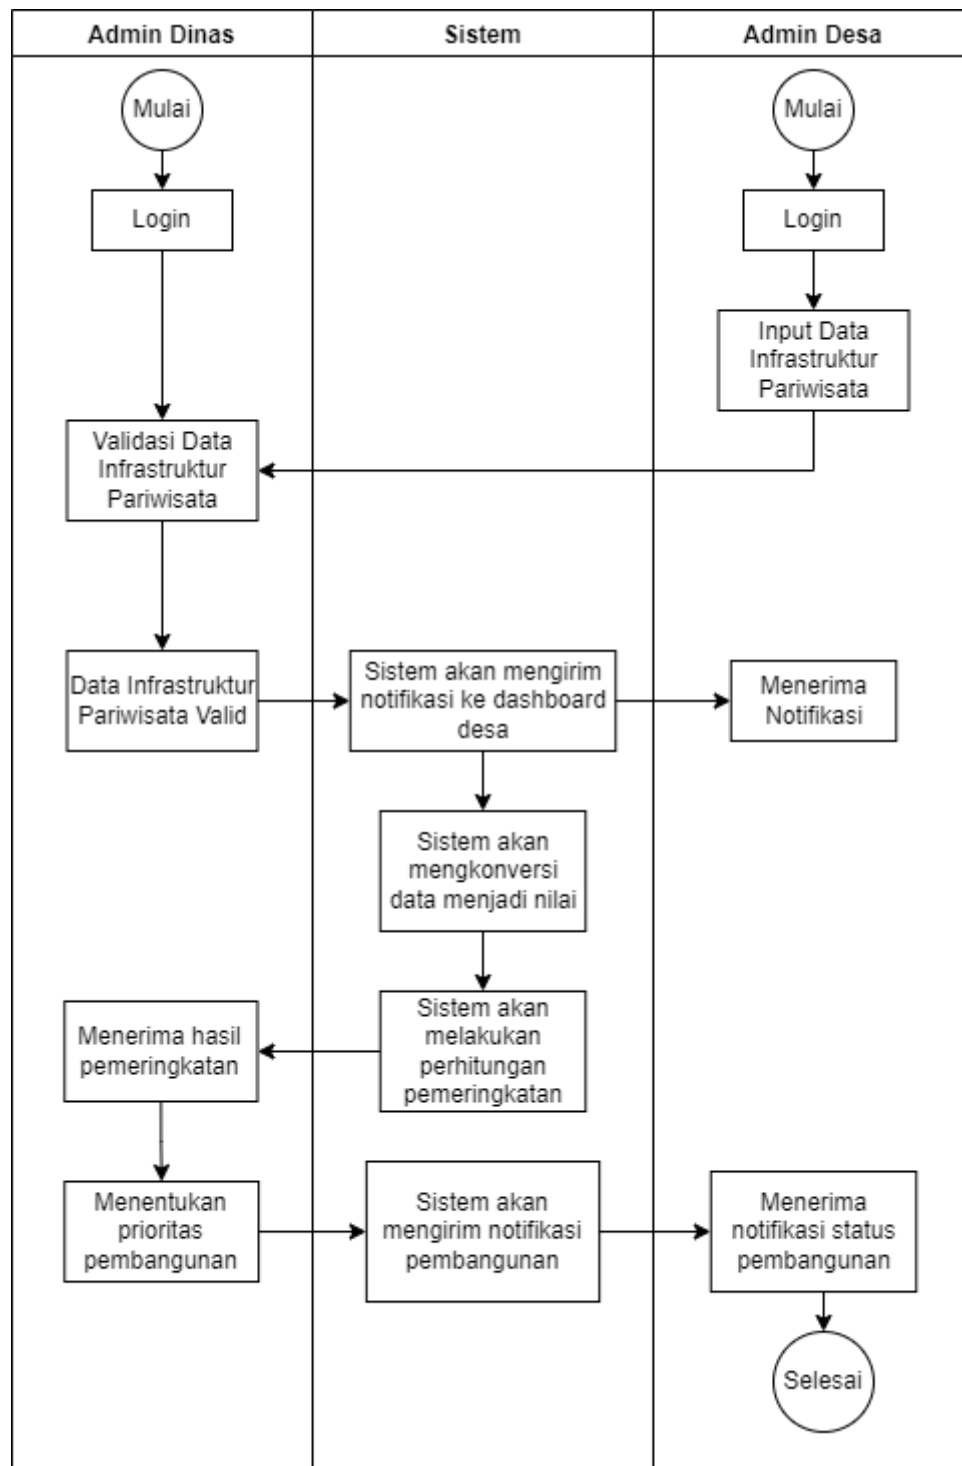 Admin Dinas
Sistem
Admin Desa
Mulai
Mulai
Login
Login
Input Data
Infrastruktur
Pariwisata
Validasi Data
Infrastruktur
Pariwisata
Data Infrastruktur
Pariwisata Valid
Sistem akan mengirim
notifikasi ke dashboard
desa
Menerima
Notifikasi
Sistem akan
mengkonversi
data menjadi nilai
Sistem akan
melakukan
perhitungan
pemeringkatan
Menerima hasil
pemeringkatan
Menentukan
prioritas
pembangunan
Sistem akan
mengirim notifikasi
pembangunan
Menerima
notifikasi status
pembangunan
Selesai